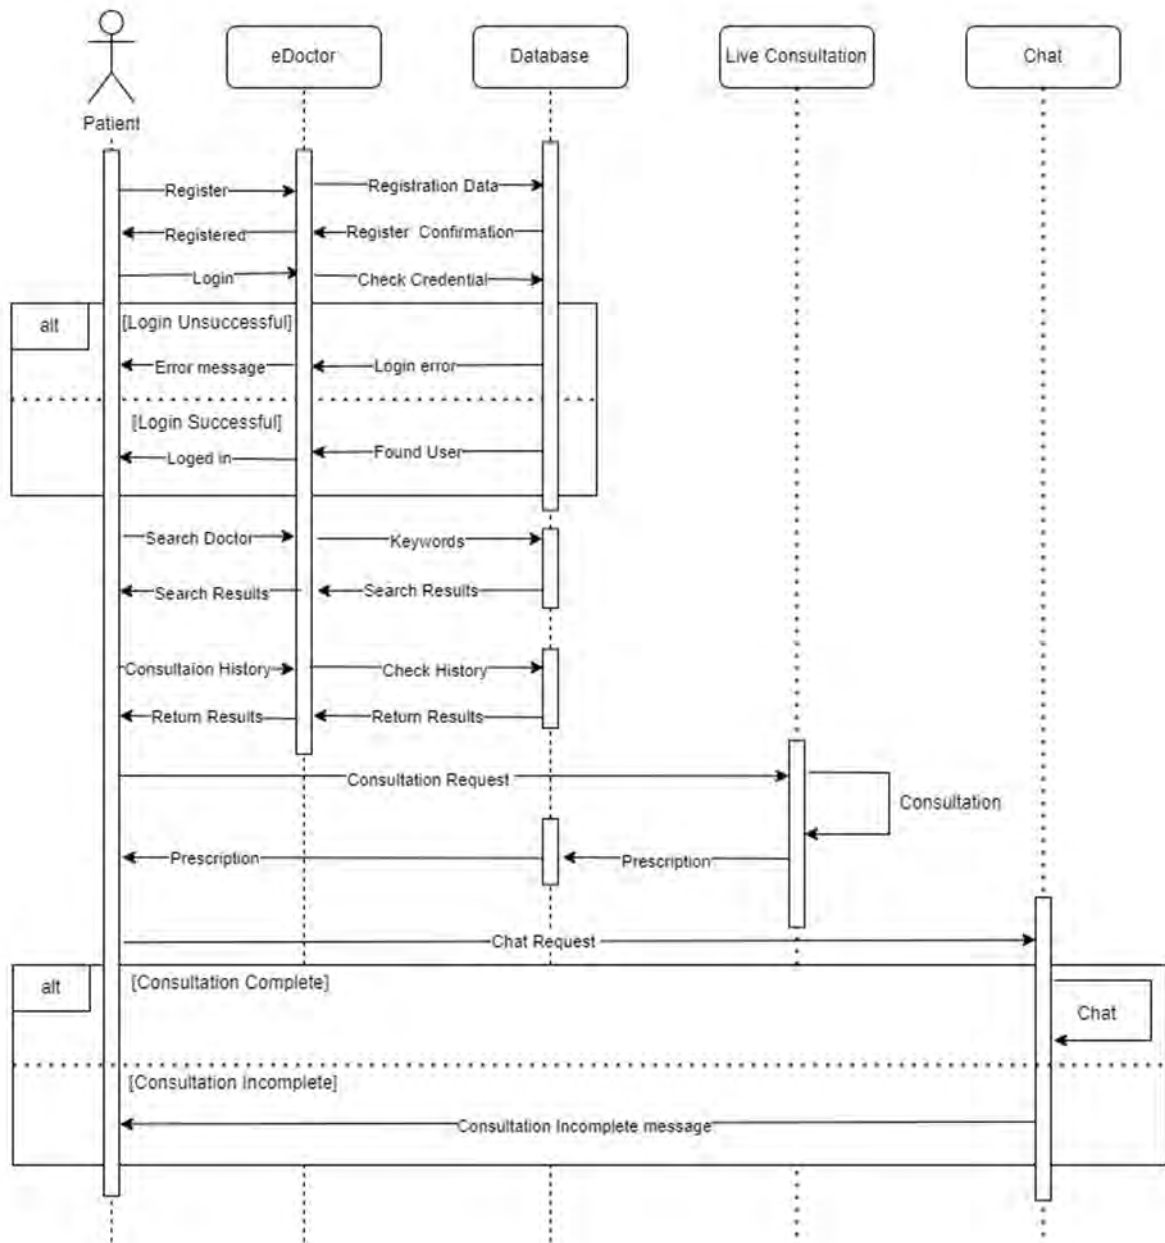 eDoctor
Database
Live Consultation
Chat
Patient
Register
Registration Data
Registered
Register Confirmation
Login
Check Credential
alt
[Login Unsuccessful]
Error message
Login error
[Login Successful]
Loged in
Found User
Search Doctor
Keywords
Search Results
Search Results
Consultaion History
Check History
Return Results
Return Results
Consultation Request
Consultation
Prescription
Prescription
Chat Request
alt
[Consultation Complete]
Chat
[Consultation Incomplete]
Consultation Incomplete message